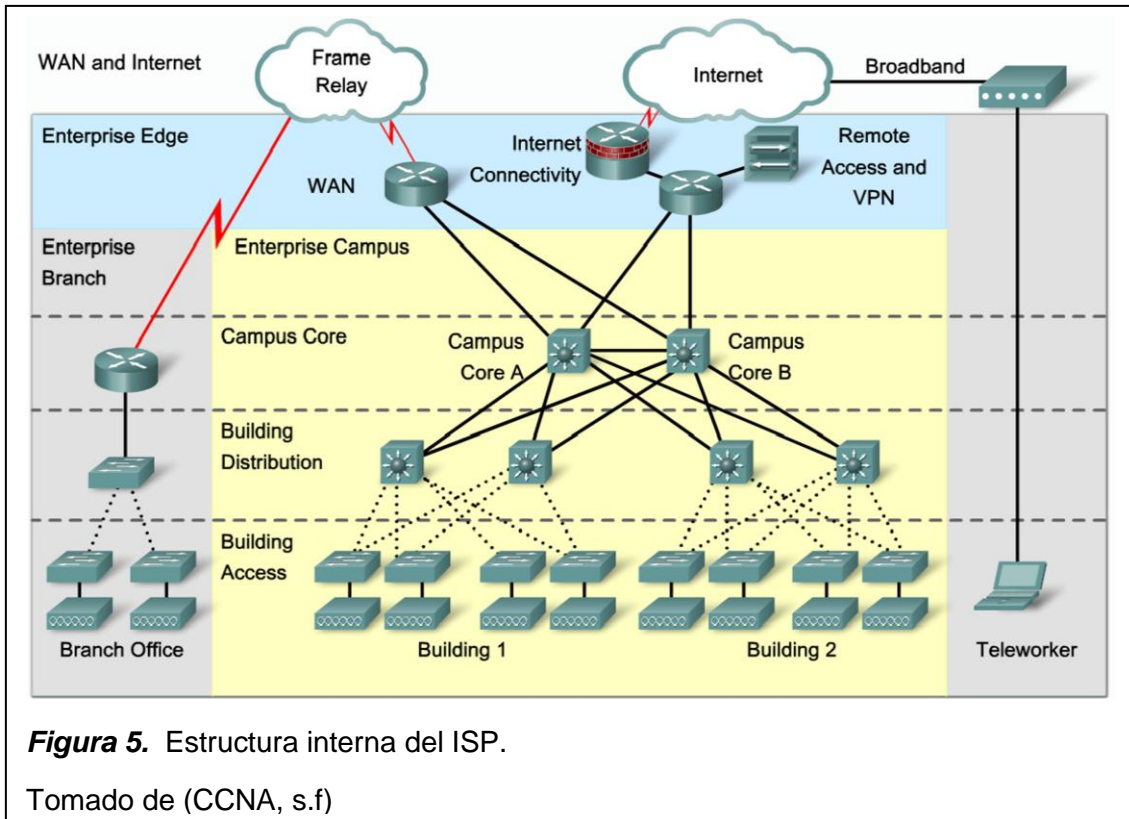 WAN and Internet
Frame
Relay
Internet
Broadband
Enterprise Edge
WAN
Internet
Connectivity
Remote
Access and
VPN
Enterprise
Branch
Enterprise Campus
Campus Core
Campus
Core A
Campus
Core B
Building
Distribution
Building
Access
Branch Office
Building 1
Building 2
Teleworker
Figura 5. Estructura interna del ISP.
Tomado de (CCNA, s.f)